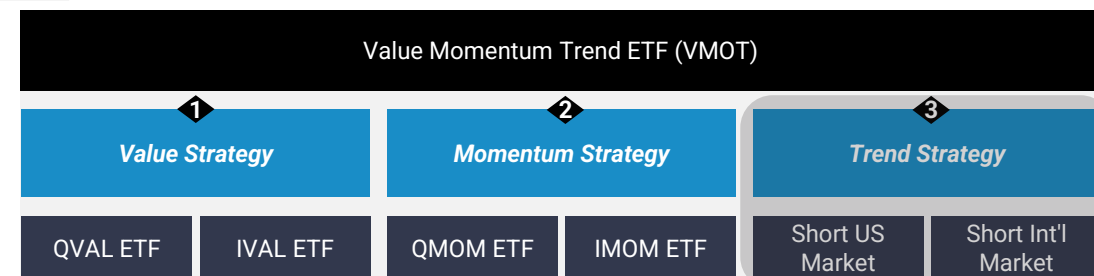 Value Momentum Trend ETF (VMOT)
1
2
3
Value Strategy
Momentum Strategy
Trend Strategy
QVAL ETF
IVAL ETF
QMOM ETF
IMOM ETF
Short US
Market
Short Int'l
Market